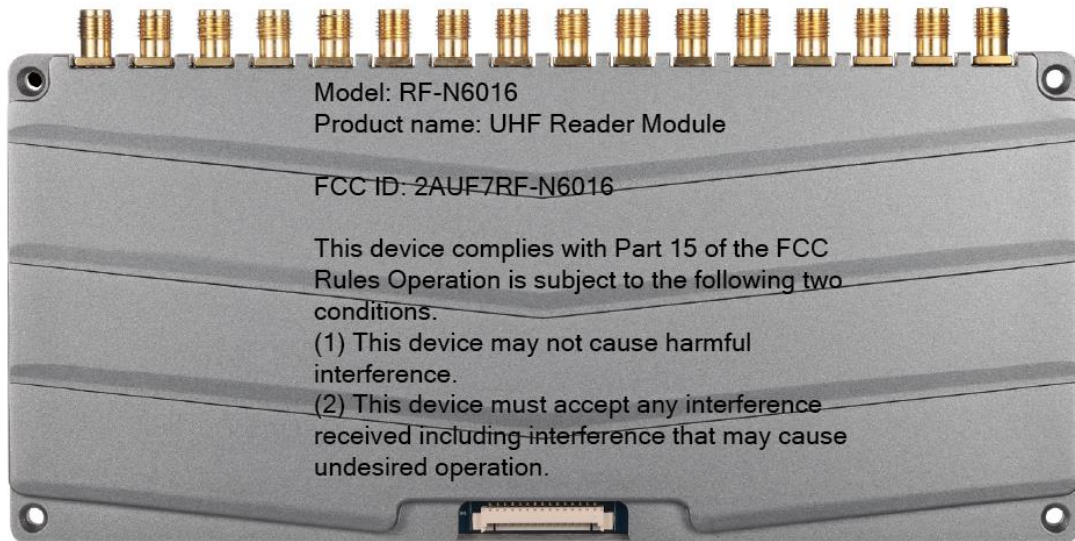 Model: RF-N6016
Product name: UHF Reader Module
FCC ID: 2AUF7RF-N6016
This device complies with Part 15 of the FCC
Rules Operation is subject to the following two
conditions.
(1) This device may not cause harmful
interference.
(2) This device must accept any interference
received including interference that may cause
undesired operation.